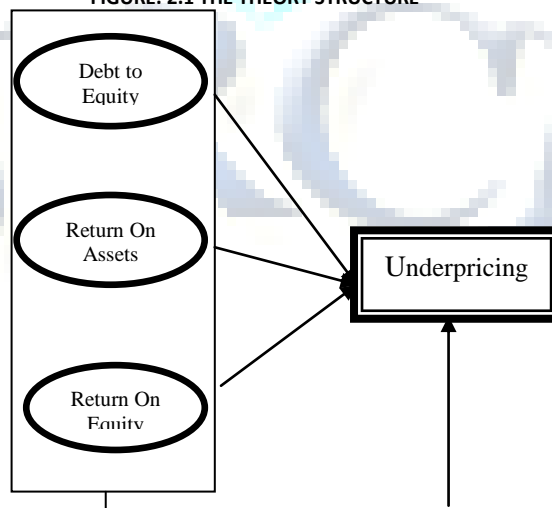 FIGURE: 2.1 THE THEORY STRUCTURE
Debt to
Equity
Return On
Assets
Underpricing
Return On
Equity